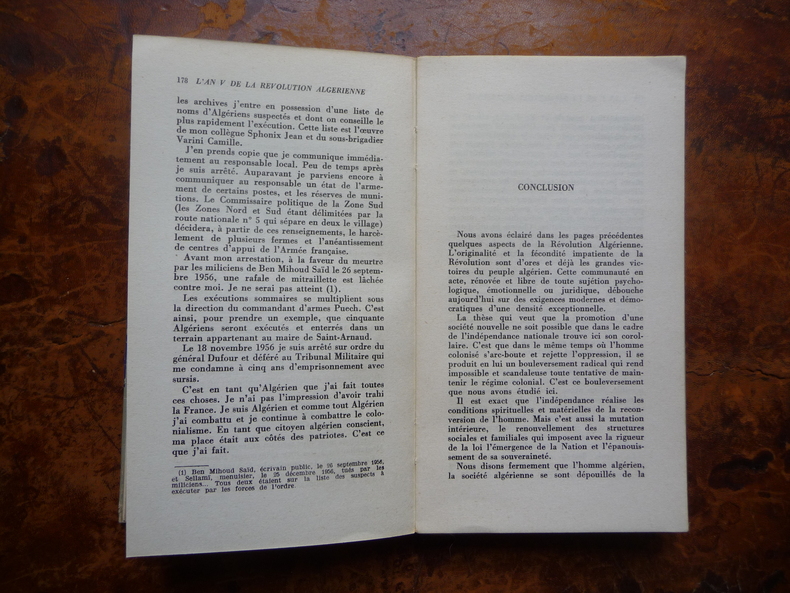 178 L'AN V DE LA REVOLUTION ALGERIENNE
les archives j'entre en possession d'une liste de
noms d'Algériens suspectés et dont on conseille le
plus rapidement l'exécution. Cette liste est l'œuvre
de mon collègue Sphonix Jean et du sous-brigadier
Varini Camille.
J'en prends copie que je communique immédia-
tement au responsable local. Peu de temps après
je suis arrêté. Auparavant je parviens encore à
communiquer au responsable un état de l'arme-
ment de certains postes, et les réserves de muni-
tions. Le Commissaire politique de la Zone Sud
(les Zones Nord et Sud étant délimitées par la
route nationale n° 5 qui sépare en deux le village)
décidera, à partir de ces renseignements, le harcè-
lement de plusieurs fermes et l'anéantissement
de centres d'appui de l'Armée française.
Avant mon arrestation, à la faveur du meurtre
par les miliciens de Ben Mihoud Saïd le 26 septem-
bre 1956, une rafale de mitraillette est lâchée
contre moi. Je ne serai pas atteint (1).
Les exécutions sommaires se multiplient sous
la direction du commandant d'armes Puech. C'est
ainsi, pour prendre un exemple, que cinquante
Algériens seront exécutés et enterrés dans un
terrain appartenant au maire de Saint-Arnaud.
Le 18 novembre 1956 je suis arrêté sur ordre du
général Dufour et déféré au Tribunal Militaire qui
me condamne à cinq ans d'emprisonnement avec
sursis.
C'est en tant qu'Algérien que j'ai fait toutes
ces choses. Je n'ai pas l'impression d'avoir trahi
la France. Je suis Algérien et comme tout Algérien
j'ai combattu et je continue à combattre le colo-
nialisme. En tant que citoyen algérien conscient,
ma place était aux côtés des patriotes. C'est ce
que j'ai fait.
(1) Ben Mihoud Saïd, écrivain public, le 26 septembre 1956,
et Sellami, menuisier, le 25 décembre 1956, tués par les
miliciens... Tous deux étaient sur la liste des suspects à
exécuter par les forces de l'ordre.
CONCLUSION
Nous avons éclairé dans les pages précédentes
quelques aspects de la Révolution Algérienne.
L'originalité et la fécondité impatiente de la
Révolution sont d'ores et déjà les grandes vic-
toires du peuple algérien. Cette communauté en
acte, rénovée et libre de toute sujétion psycho-
logique, émotionnelle ou juridique, débouche
aujourd'hui sur des exigences modernes et démo-
cratiques d'une densité exceptionnelle.
La thèse qui veut que la promotion d'une
société nouvelle ne soit possible que dans le cadre
de l'indépendance nationale trouve ici son corol-
laire. C'est que dans le même temps où l'homme
colonisé s'arc-boute et rejette l'oppression, il se
produit en lui un bouleversement radical qui rend
impossible et scandaleuse toute tentative de main-
tenir le régime colonial. C'est ce bouleversement
que nous avons étudié ici.
Il est exact que l'indépendance réalise les
conditions spirituelles et matérielles de la recon-
version de l'homme. Mais c'est aussi la mutation
intérieure, le renouvellement des structures
sociales et familiales qui imposent avec la rigueur
de la loi l'émergence de la Nation et l'épanouis-
sement de sa souveraineté.
Nous disons fermement que l'homme algérien,
la société algérienne se sont dépouillés de la